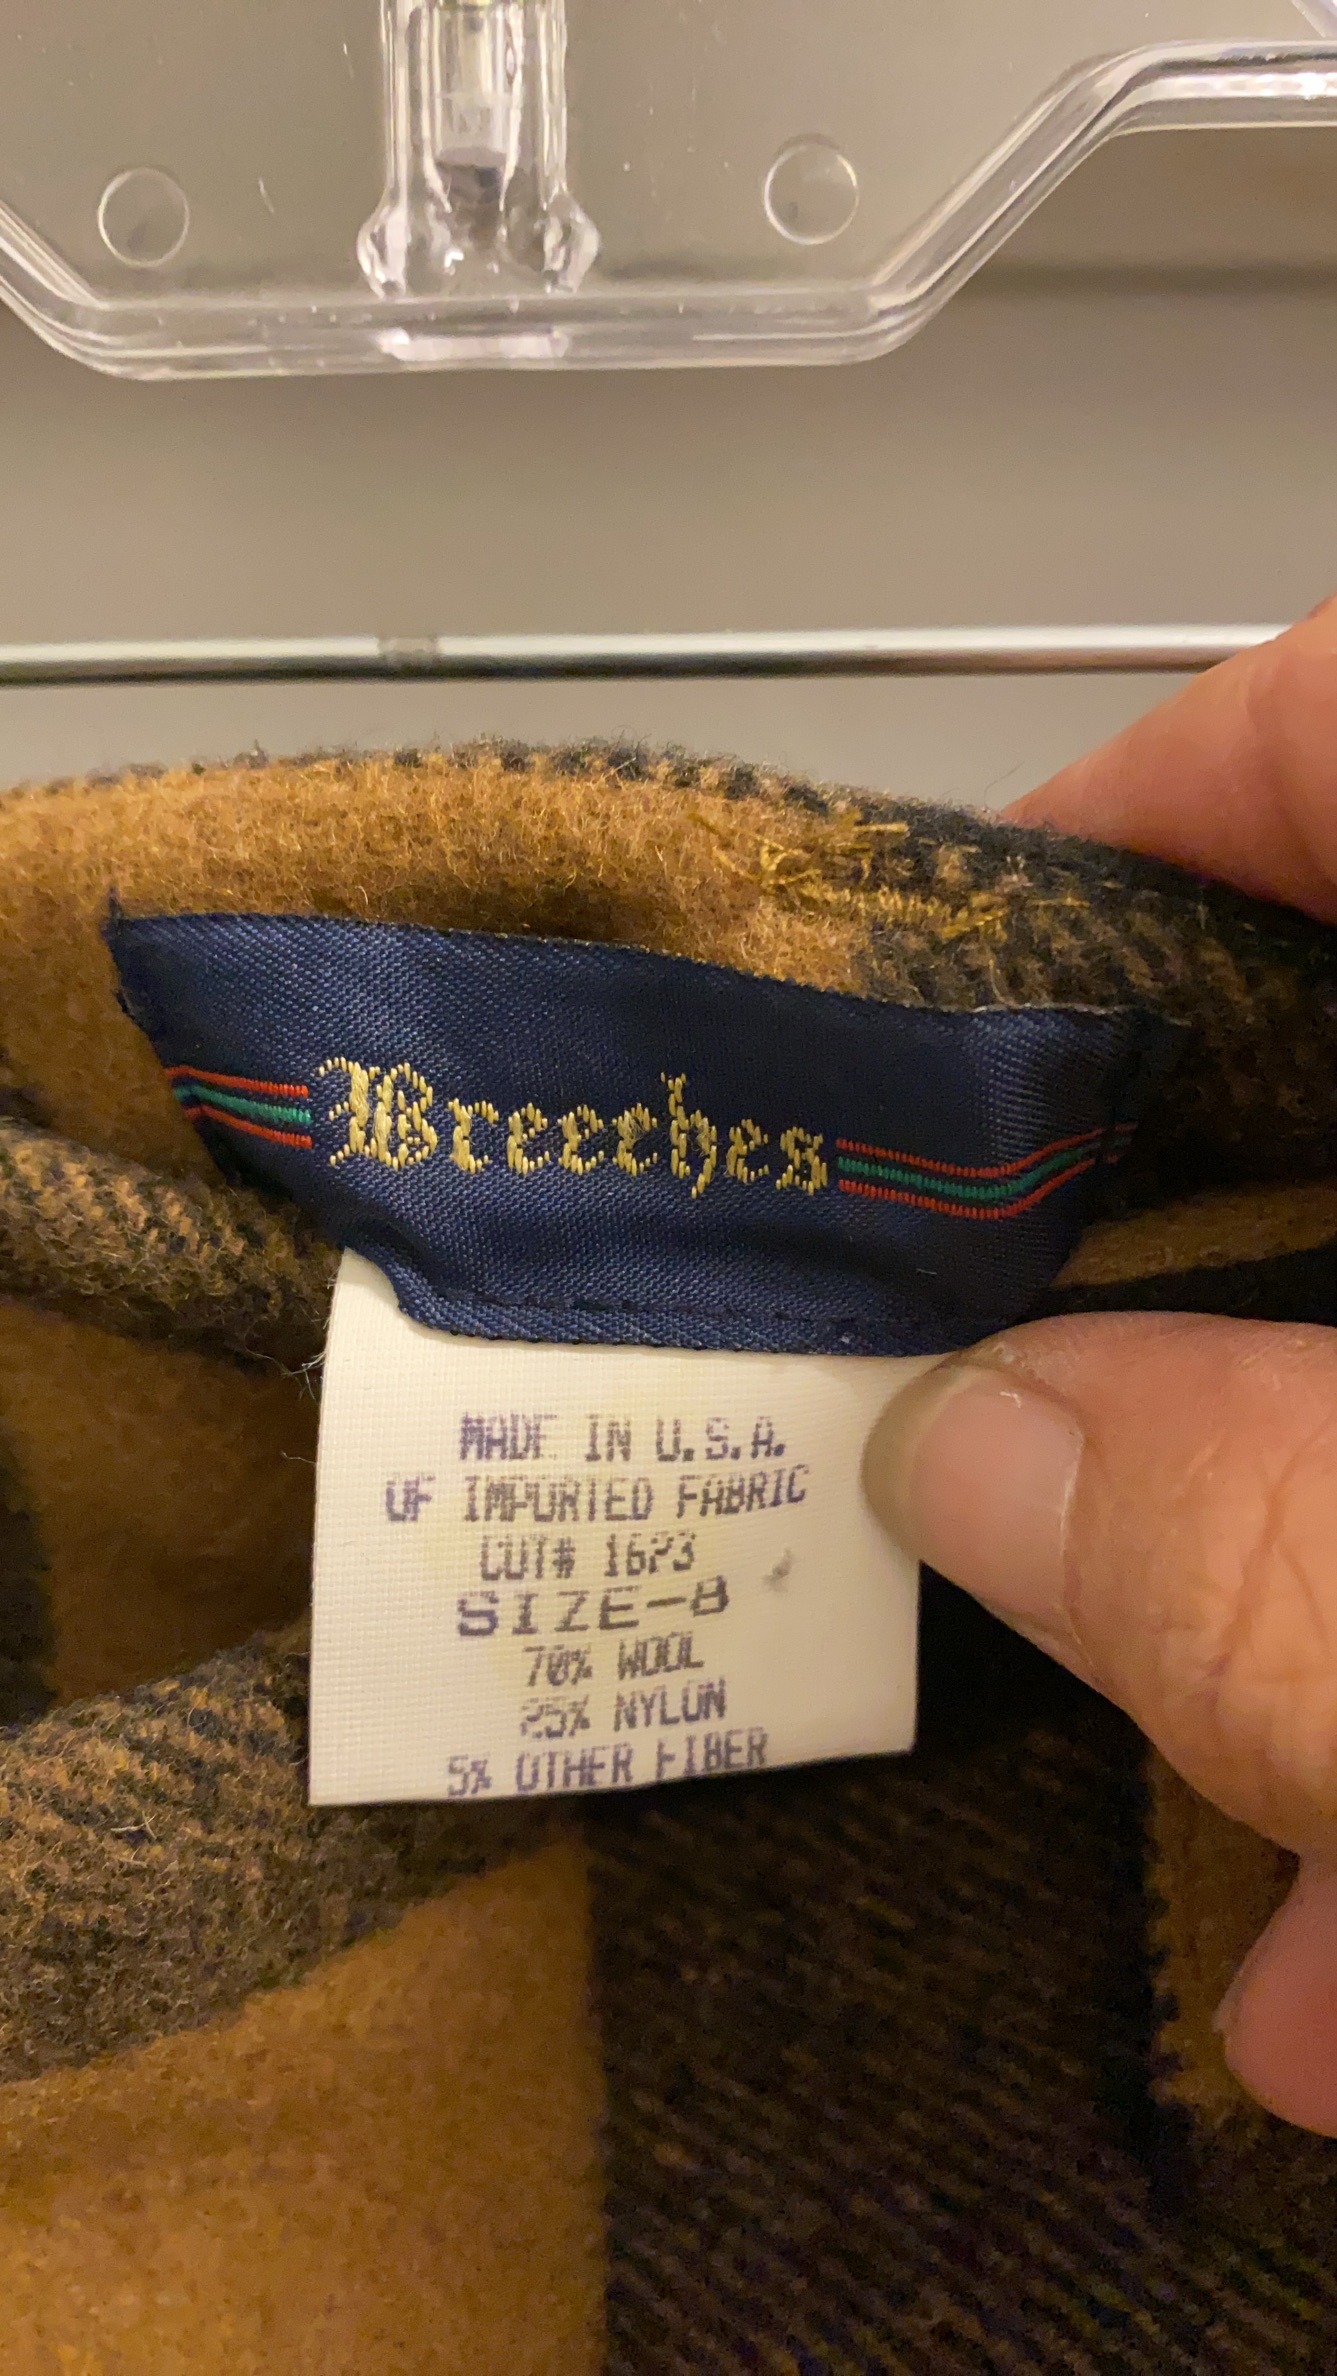 Breeches
MADE IN U.S.A.
OF IMPORTED FABRIC
CUT# 1623
SIZE-8
70% WOOL
25% NYLON
5% OTHER FIBER